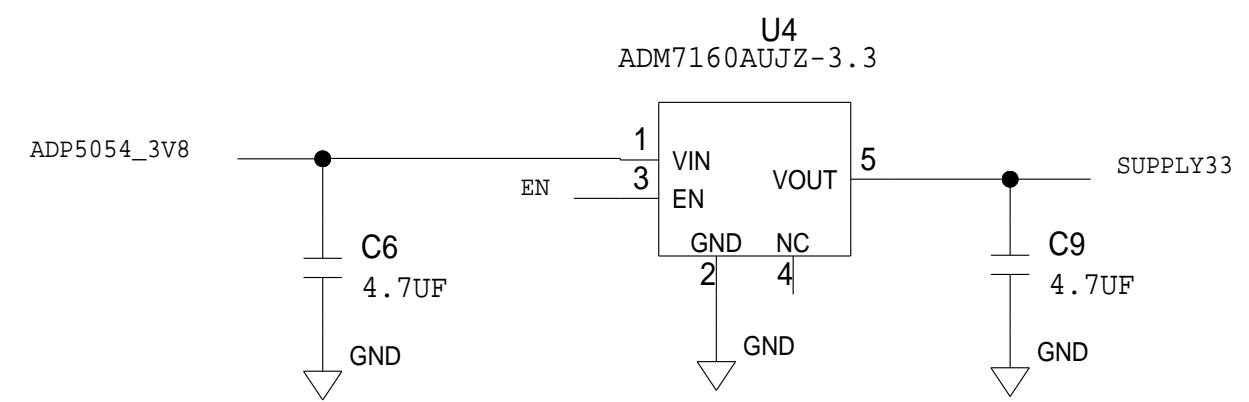 U4
ADM7160AUJZ-3.3
ADP5054_3V8
1
VIN
3
EN
EN
VOUT
5
SUPPLY33
GND
NC
2
4
C6
4.7UF
C9
4.7UF
GND
GND
GND